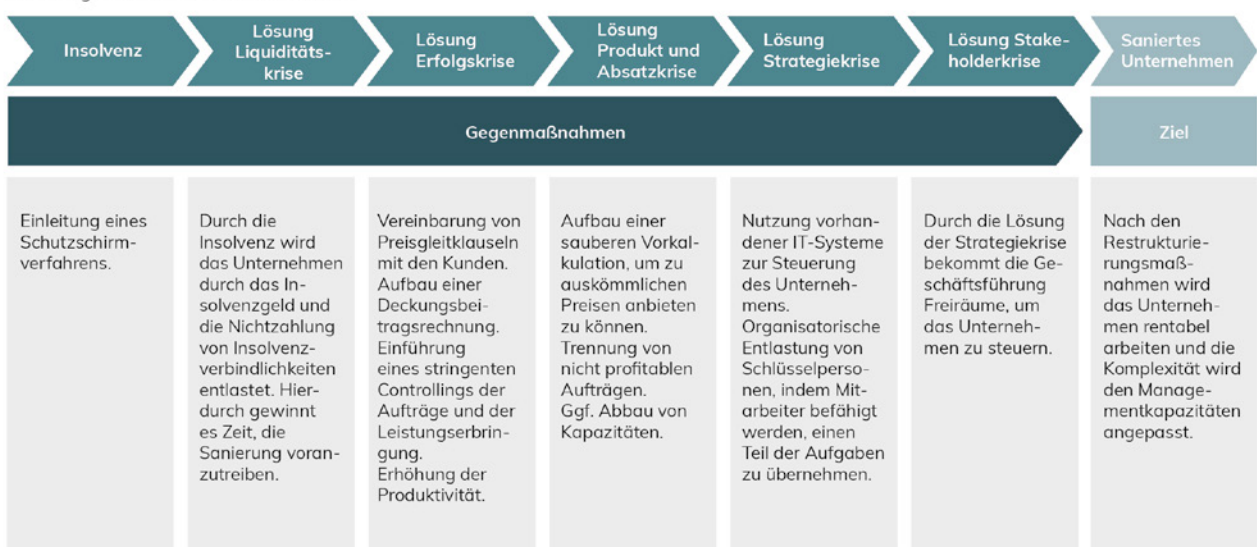 Insolvenz
Lösung
Liquiditäts-
krise
Lösung
Erfolgskrise
Lösung
Produkt und
Absatzkrise
Lösung
Strategiekrise
Lösung Stake-
holderkrise
Saniertes
Unternehmen
Gegenmaßnahmen
Ziel
Einleitung eines
Schutzschirm-
verfahrens.
Durch die
Insolvenz wird
das Unternehmen
durch das In-
solvenzgeld und
die Nichtzahlung
von Insolvenz-
verbindlichkeiten
entlastet. Hier-
durch gewinnt
es Zeit, die
Sanierung voran-
zutreiben.
Vereinbarung von
Preisgleitklauseln
mit den Kunden.
Aufbau einer
Deckungsbei-
tragsrechnung.
Einführung
eines stringenten
Controllings der
Aufträge und der
Leistungserbrin-
gung.
Erhöhung der
Produktivität.
Aufbau einer
sauberen Vorkal-
kulation, um zu
auskömmlichen
Preisen anbieten
zu können.
Trennung von
nicht profitablen
Aufträgen.
Ggf. Abbau von
Kapazitäten.
Nutzung vorhan-
dener IT-Systeme
zur Steuerung
des Unterneh-
mens.
Organisatorische
Entlastung von
Schlüsselperso-
nen, indem Mit-
arbeiter befähigt
werden, einen
Teil der Aufgaben
zu übernehmen.
Durch die Lösung
der Strategiekrise
bekommt die Ge-
schäftsführung
Freiräume, um
das Unterneh-
men zu steuern.
Nach den
Restrukturie-
rungsmaß-
nahmen wird
das Unterneh-
men rentabel
arbeiten und die
Komplexität wird
den Manage-
mentkapazitäten
angepasst.